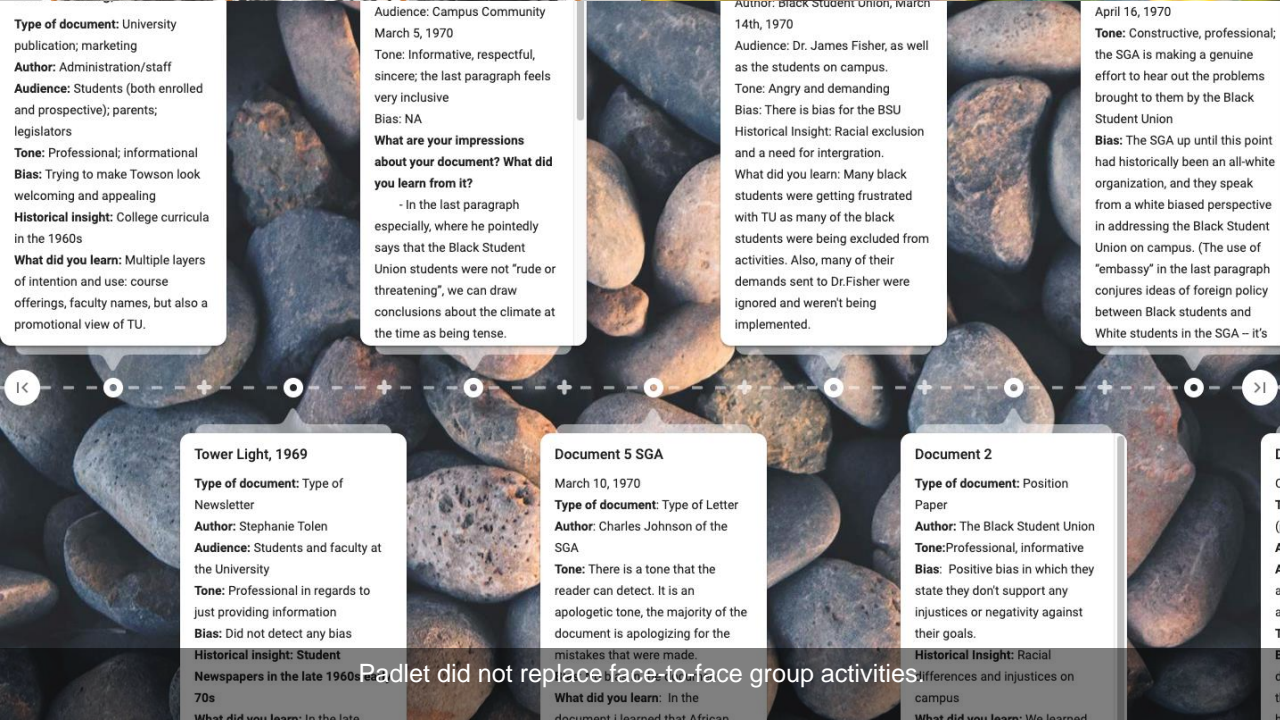 Type of document: University
publication; marketing
Author: Administration/staff
Audience: Students (both enrolled
and prospective); parents;
legislators
Tone: Professional; informational
Bias: Trying to make Towson look
welcoming and appealing
Historical insight: College curricula
in the 1960s
What did you learn: Multiple layers
of intention and use: course
offerings, faculty names, but also a
promotional view of TU.
Audience: Campus Community
March 5, 1970
Tone: Informative, respectful,
sincere; the last paragraph feels
very inclusive
Bias: NA
What are your impressions
about your document? What did
you learn from it?
- In the last paragraph
especially, where he pointedly
says that the Black Student
Union students were not “rude or
threatening”, we can draw
conclusions about the climate at
the time as being tense.
Author: Black Student Union, March
14th, 1970
Audience: Dr. James Fisher, as well
as the students on campus.
Tone: Angry and demanding
Bias: There is bias for the BSU
Historical Insight: Racial exclusion
and a need for intergration.
What did you learn: Many black
students were getting frustrated
with TU as many of the black
students were being excluded from
activities. Also, many of their
demands sent to Dr.Fisher were
ignored and weren't being
implemented.
April 16, 1970
Tone: Constructive, professional;
the SGA is making a genuine
effort to hear out the problems
brought to them by the Black
Student Union
Bias: The SGA up until this point
had historically been an all-white
organization, and they speak
from a white biased perspective
in addressing the Black Student
Union on campus. (The use of
“embassy” in the last paragraph
conjures ideas of foreign policy
between Black students and
White students in the SGA – it’s
Tower Light, 1969
Type of document: Type of
Newsletter
Author: Stephanie Tolen
Audience: Students and faculty at
the University
Tone: Professional in regards to
just providing information
Bias: Did not detect any bias
Historical insight: Student
Newspapers in the late 1960s
70s
What did you learn: In the late
Document 5 SGA
March 10, 1970
Type of document: Type of Letter
Author: Charles Johnson of the
SGA
Tone: There is a tone that the
reader can detect. It is an
apologetic tone, the majority of the
document is apologizing for the
mistakes that were made.
What did you learn: In the
document i learned that African
Document 2
Type of document: Position
Paper
Author: The Black Student Union
Tone:Professional, informative
Bias: Positive bias in which they
state they don't support any
injustices or negativity against
their goals.
Historical Insight: Racial
differences and injustices on
campus
What did you learn: We learned
Padlet did not replace face-to-face group activities.